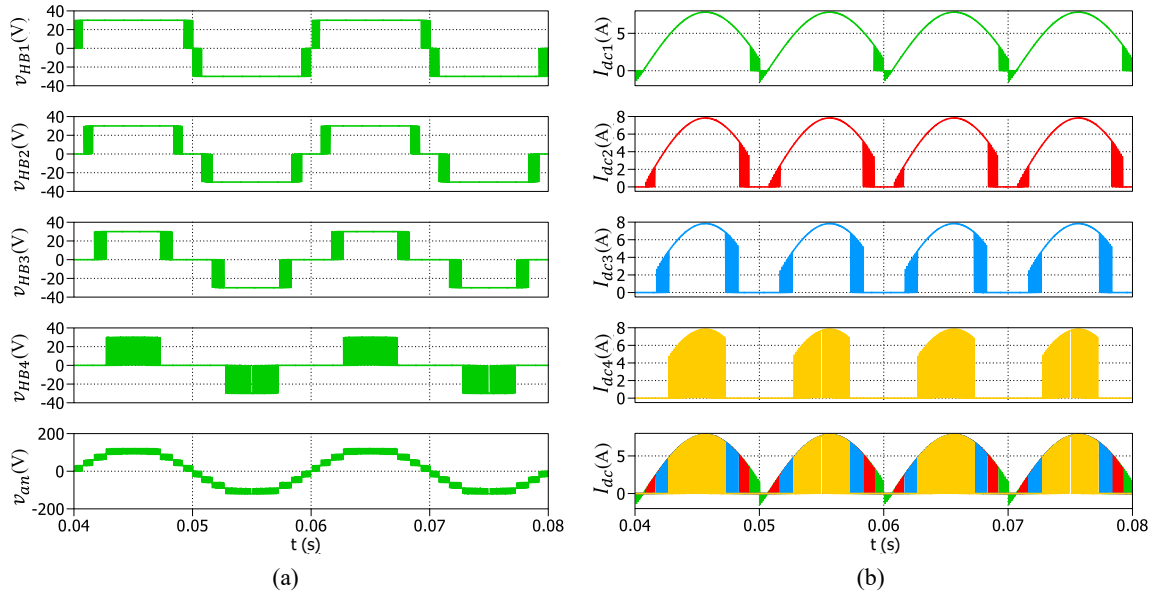 40
20
0
-20
-40
v_HB1(V)
40
20
0
-20
-40
v_HB2(V)
40
20
0
-20
-40
v_HB3(V)
40
20
0
-20
-40
v_HB4(V)
200
0
-200
v_an(V)
0.04 0.05 0.06 0.07 0.08
t (s)
(a)
5
0
I_dc1(A)
8
6
4
2
0
I_dc2(A)
8
6
4
2
0
I_dc3(A)
8
6
4
2
0
I_dc4(A)
5
0
I_dc(A)
0.04 0.05 0.06 0.07 0.08
t (s)
(b)